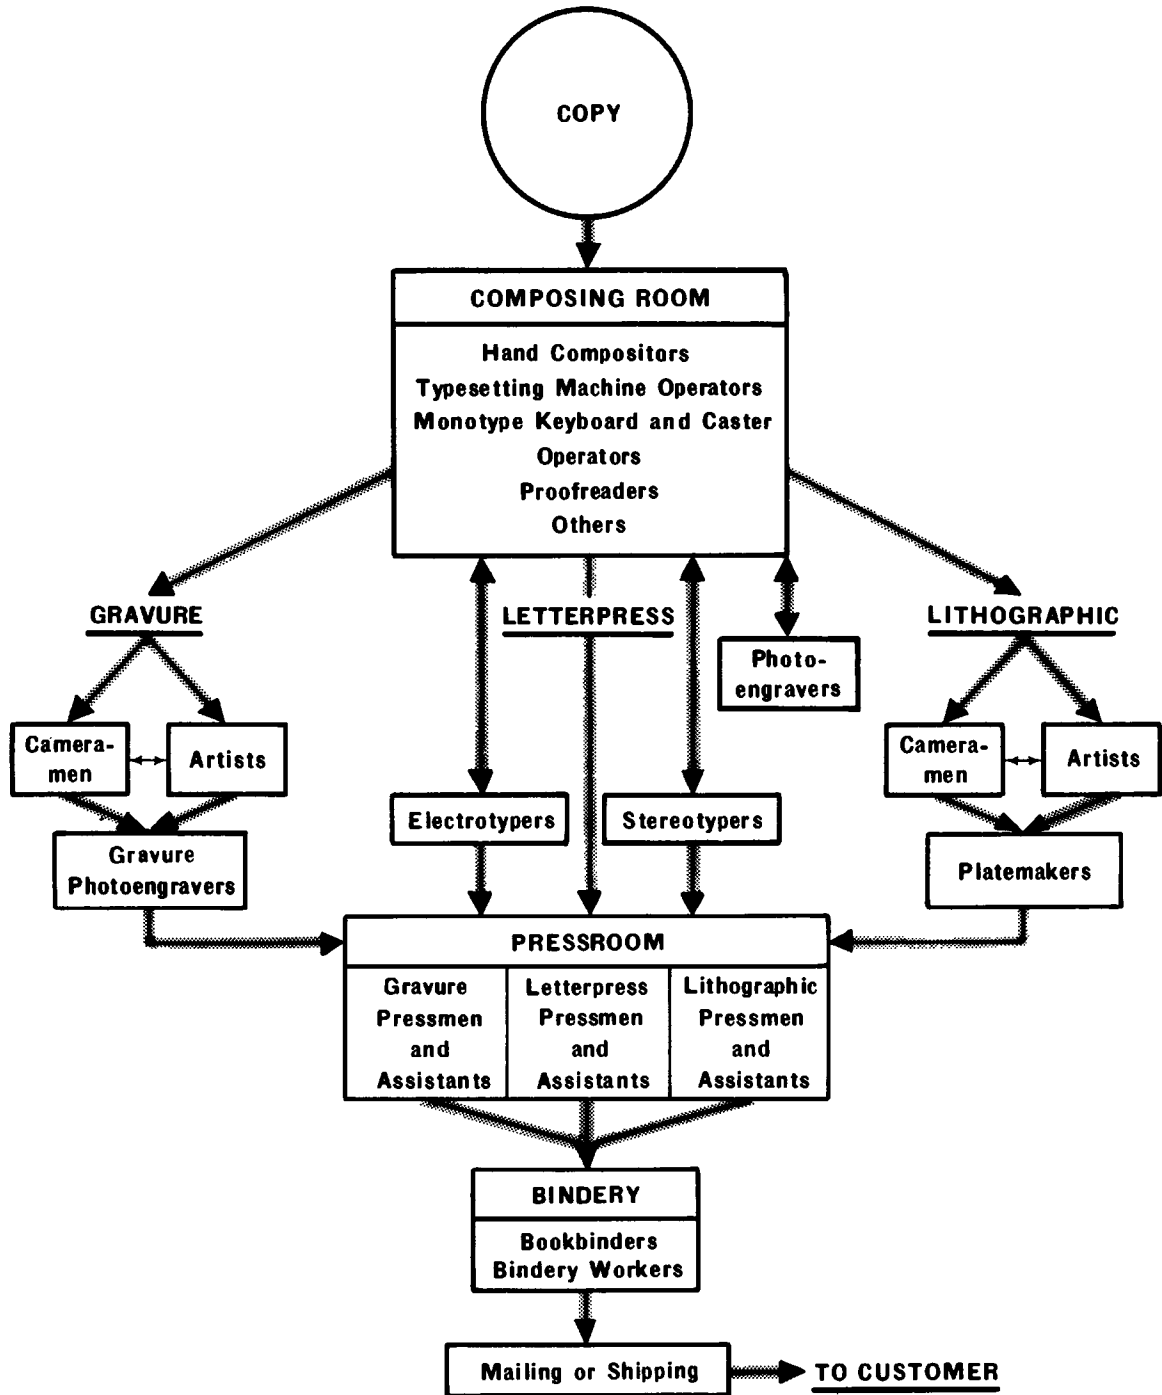 COPY
COMPOSING ROOM
Hand Compositors
Typesetting Machine Operators
Monotype Keyboard and Caster
Operators
Proofreaders
Others
GRAVURE
LETTERPRESS
LITHOGRAPHIC
Photo-
engravers
Camera-
men
Artists
Camera-
men
Artists
Electrotypers
Stereotypers
Gravure
Photoengravers
Platemakers
PRESSROOM
Gravure
Pressmen
and
Assistants
Letterpress
Pressmen
and
Assistants
Lithographic
Pressmen
and
Assistants
BINDERY
Bookbinders
Bindery Workers
Mailing or Shipping
TO CUSTOMER